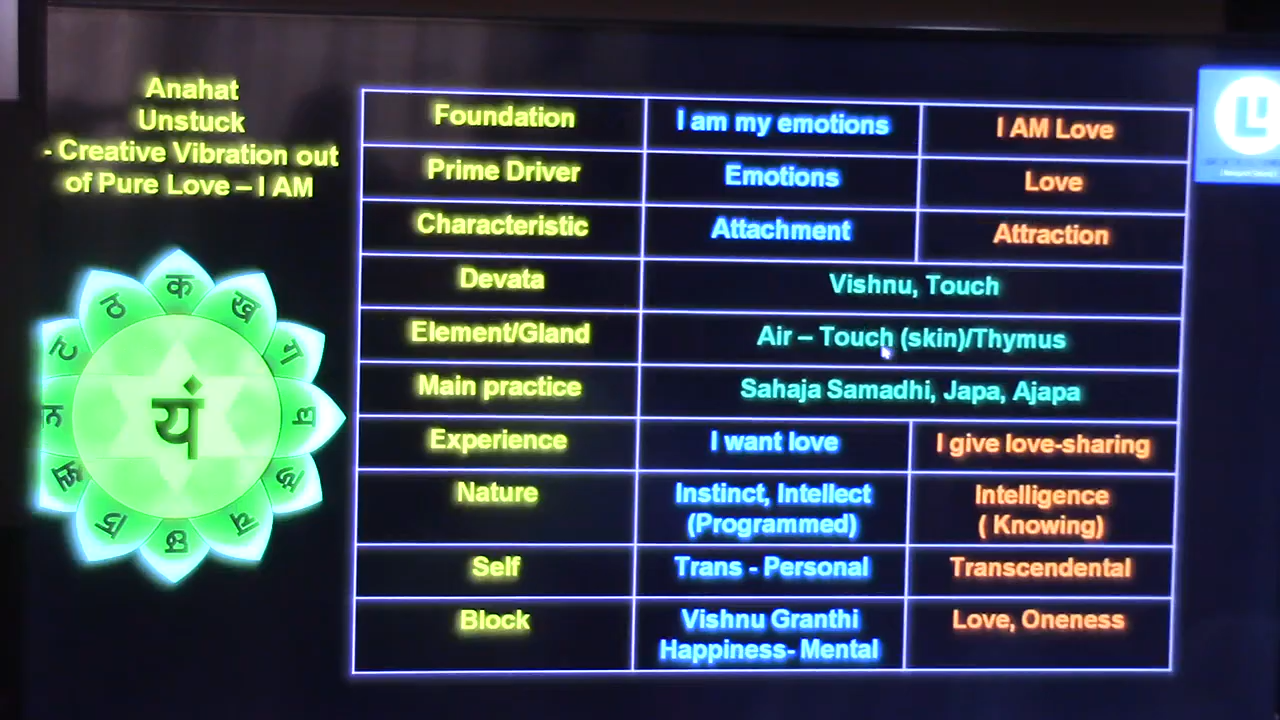 Anahat
Unstuck
- Creative Vibration out
of Pure Love – I AM
Foundation
I am my emotions
I AM Love
Prime Driver
Emotions
Love
Characteristic
Attachment
Attraction
Devata
Vishnu, Touch
Element/Gland
Air – Touch (skin)/Thymus
Main practice
Sahaja Samadhi, Japa, Ajapa
Experience
I want love
I give love-sharing
Nature
Instinct, Intellect
(Programmed)
Intelligence
( Knowing)
Self
Trans - Personal
Transcendental
Block
Vishnu Granthi
Happiness- Mental
Love, Oneness
यं
क
ख
ग
घ
ङ
च
छ
ट
ठ